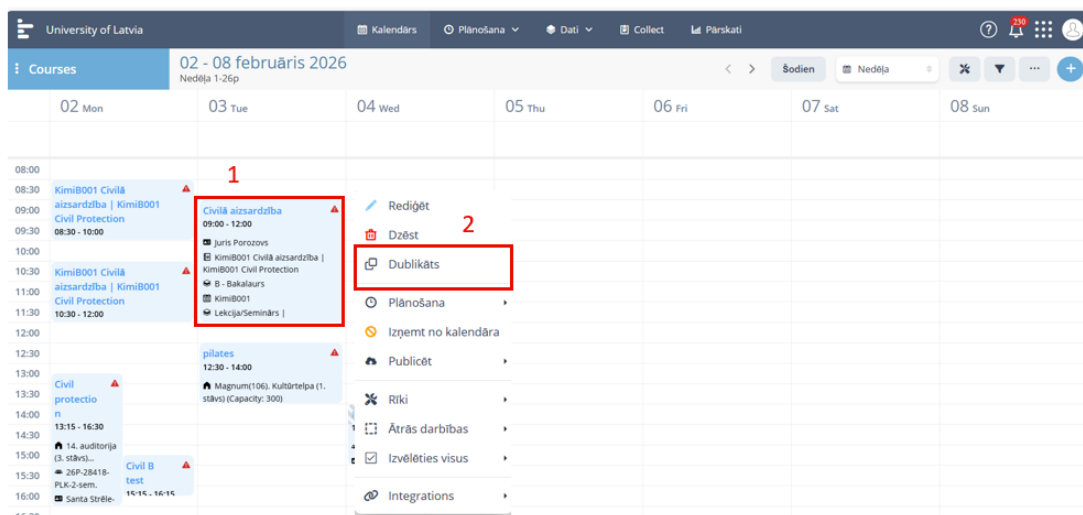 University of Latvia
Kalendārs
Plānošana
Dati
Collect
Pārskati
230
Courses
02 - 08 februāris 2026
Nedēļa 1-26p
Šodien
Nedēļa
02 Mon
03 Tue
04 Wed
05 Thu
06 Fri
07 Sat
08 Sun
08:00
08:30
09:00
09:30
10:00
10:30
11:00
11:30
12:00
12:30
13:00
13:30
14:00
14:30
15:00
15:30
16:00
KimiB001 Civilā
aizsardzība | KimiB001
Civil Protection
08:30 - 10:00
KimiB001 Civilā
aizsardzība | KimiB001
Civil Protection
10:30 - 12:00
Civil
protectio
n
13:15 - 16:30
14. auditorija
(3. stāvs)...
26P-28418-
PLK-2-sem.
Santa Strēle-
Civil B
test
15:15 - 16:15
1
Civilā aizsardzība
09:00 - 12:00
Juris Porozovs
KimiB001 Civilā aizsardzība |
KimiB001 Civil Protection
B - Bakalaurs
KimiB001
Lekcija/Seminārs |
pilates
12:30 - 14:00
Magnum(106). Kultūrtelpa (1.
stāvs) (Capacity: 300)
Rediģēt
2
Dzēst
Dublikāts
Plānošana
Izņemt no kalendāra
Publicēt
Rīki
Ātrās darbības
Izvēlēties visus
Integrations